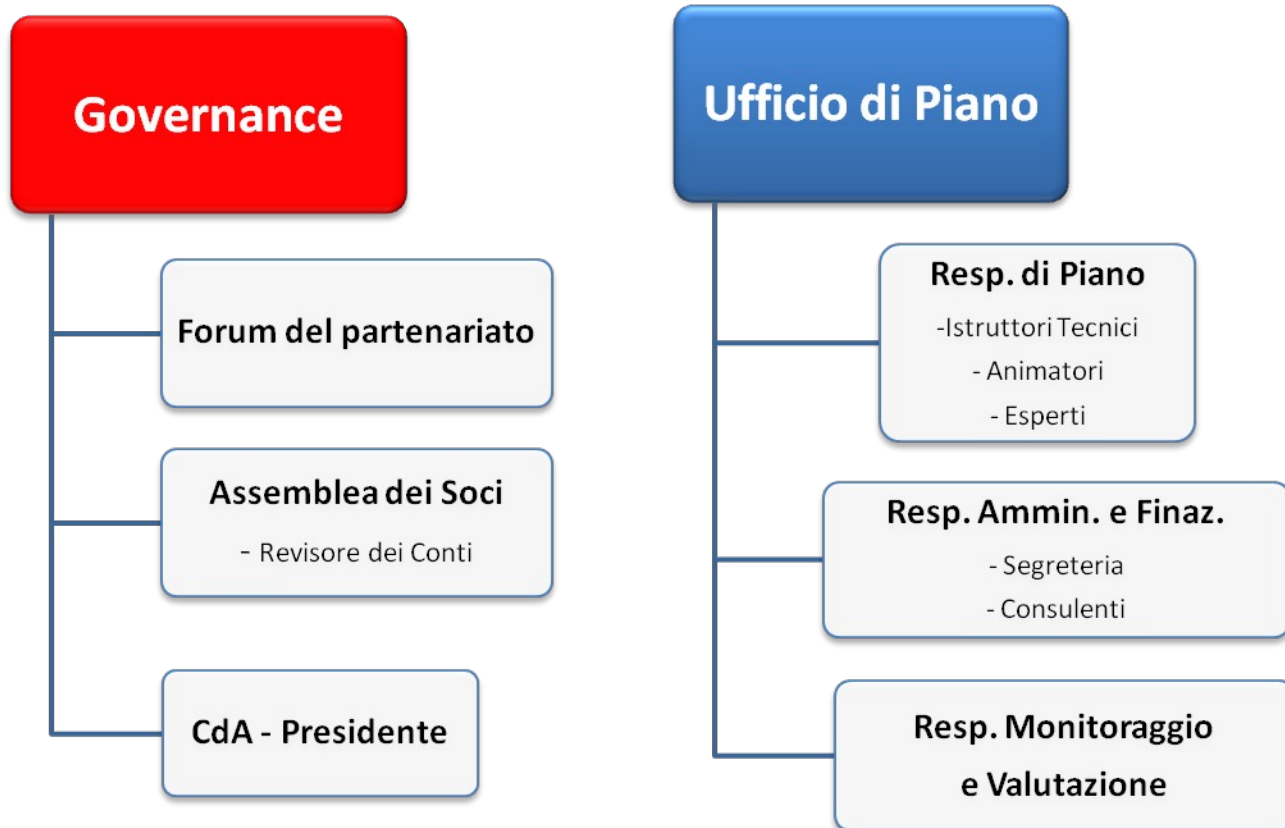 Governance
Forum del partenariato
Assemblea dei Soci
- Revisore dei Conti
CdA - Presidente
Ufficio di Piano
Resp. di Piano
-Istruttori Tecnici
- Animatori
- Esperti
Resp. Ammin. e Finaz.
- Segreteria
- Consulenti
Resp. Monitoraggio
e Valutazione